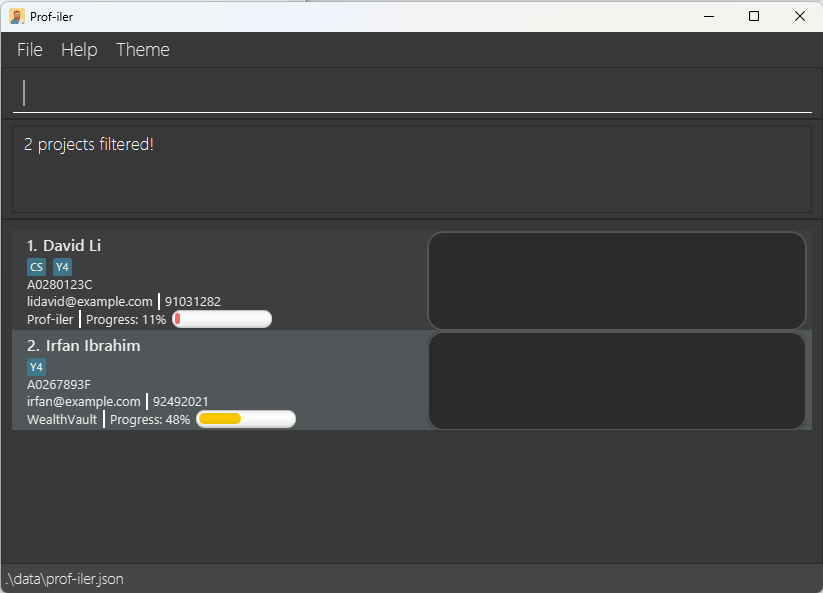 Prof-iler
File Help Theme
2 projects filtered!
1. David Li
CS Y4
A0280123C
lidavid@example.com 91031282
Prof-iler Progress: 11%
2. Irfan Ibrahim
Y4
A0267893F
irfan@example.com 92492021
WealthVault Progress: 48%
.\data\prof-iler.json